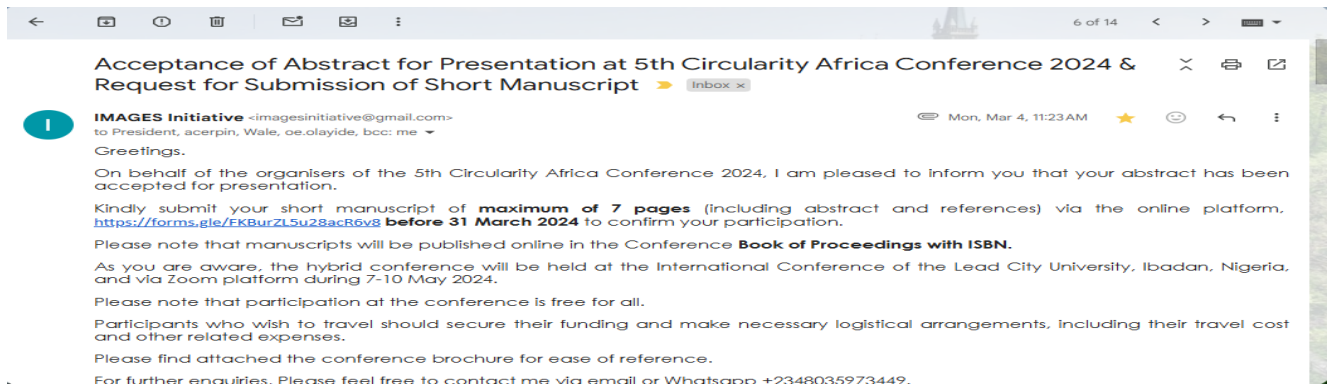 6 of 14
Acceptance of Abstract for Presentation at 5th Circularity Africa Conference 2024 &
Request for Submission of Short Manuscript Inbox ×
I
IMAGES Initiative <imagesinitiative@gmail.com> Mon, Mar 4, 11:23 AM
to President, acerpin, Wale, oe.olayide, bcc: me
Greetings.
On behalf of the organisers of the 5th Circularity Africa Conference 2024, I am pleased to inform you that your abstract has been
accepted for presentation.
Kindly submit your short manuscript of maximum of 7 pages (including abstract and references) via the online platform,
https://forms.gle/FKBurZL5u28acR6v8 before 31 March 2024 to confirm your participation.
Please note that manuscripts will be published online in the Conference Book of Proceedings with ISBN.
As you are aware, the hybrid conference will be held at the International Conference of the Lead City University, Ibadan, Nigeria,
and via Zoom platform during 7-10 May 2024.
Please note that participation at the conference is free for all.
Participants who wish to travel should secure their funding and make necessary logistical arrangements, including their travel cost
and other related expenses.
Please find attached the conference brochure for ease of reference.
For further enquiries, Please feel free to contact me via email or Whatsapp +2348035973449.